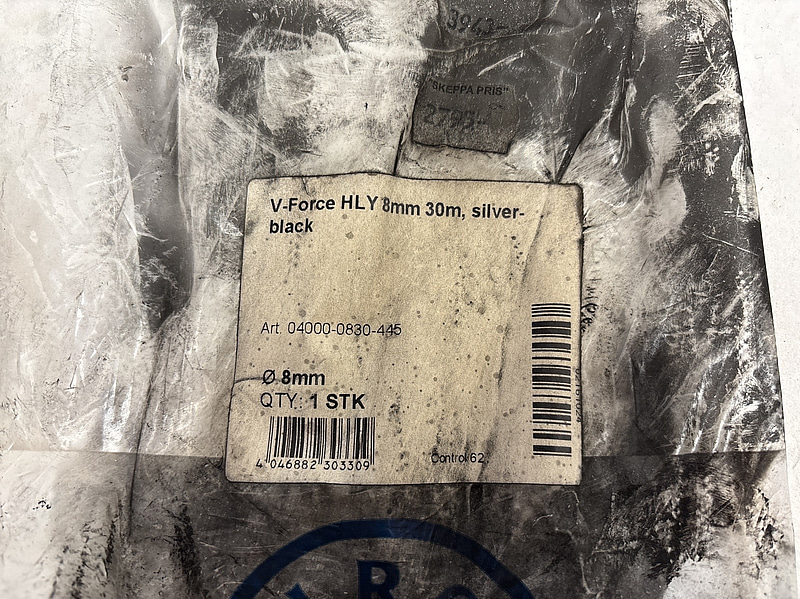 3943:-
"SKEPPA PRIS"
2793:-
V-Force HLY 8mm 30m, silver-
black
Art. 04000-0830-445
Ø 8mm
QTY.: 1 STK
4 046882 303309
Control 62